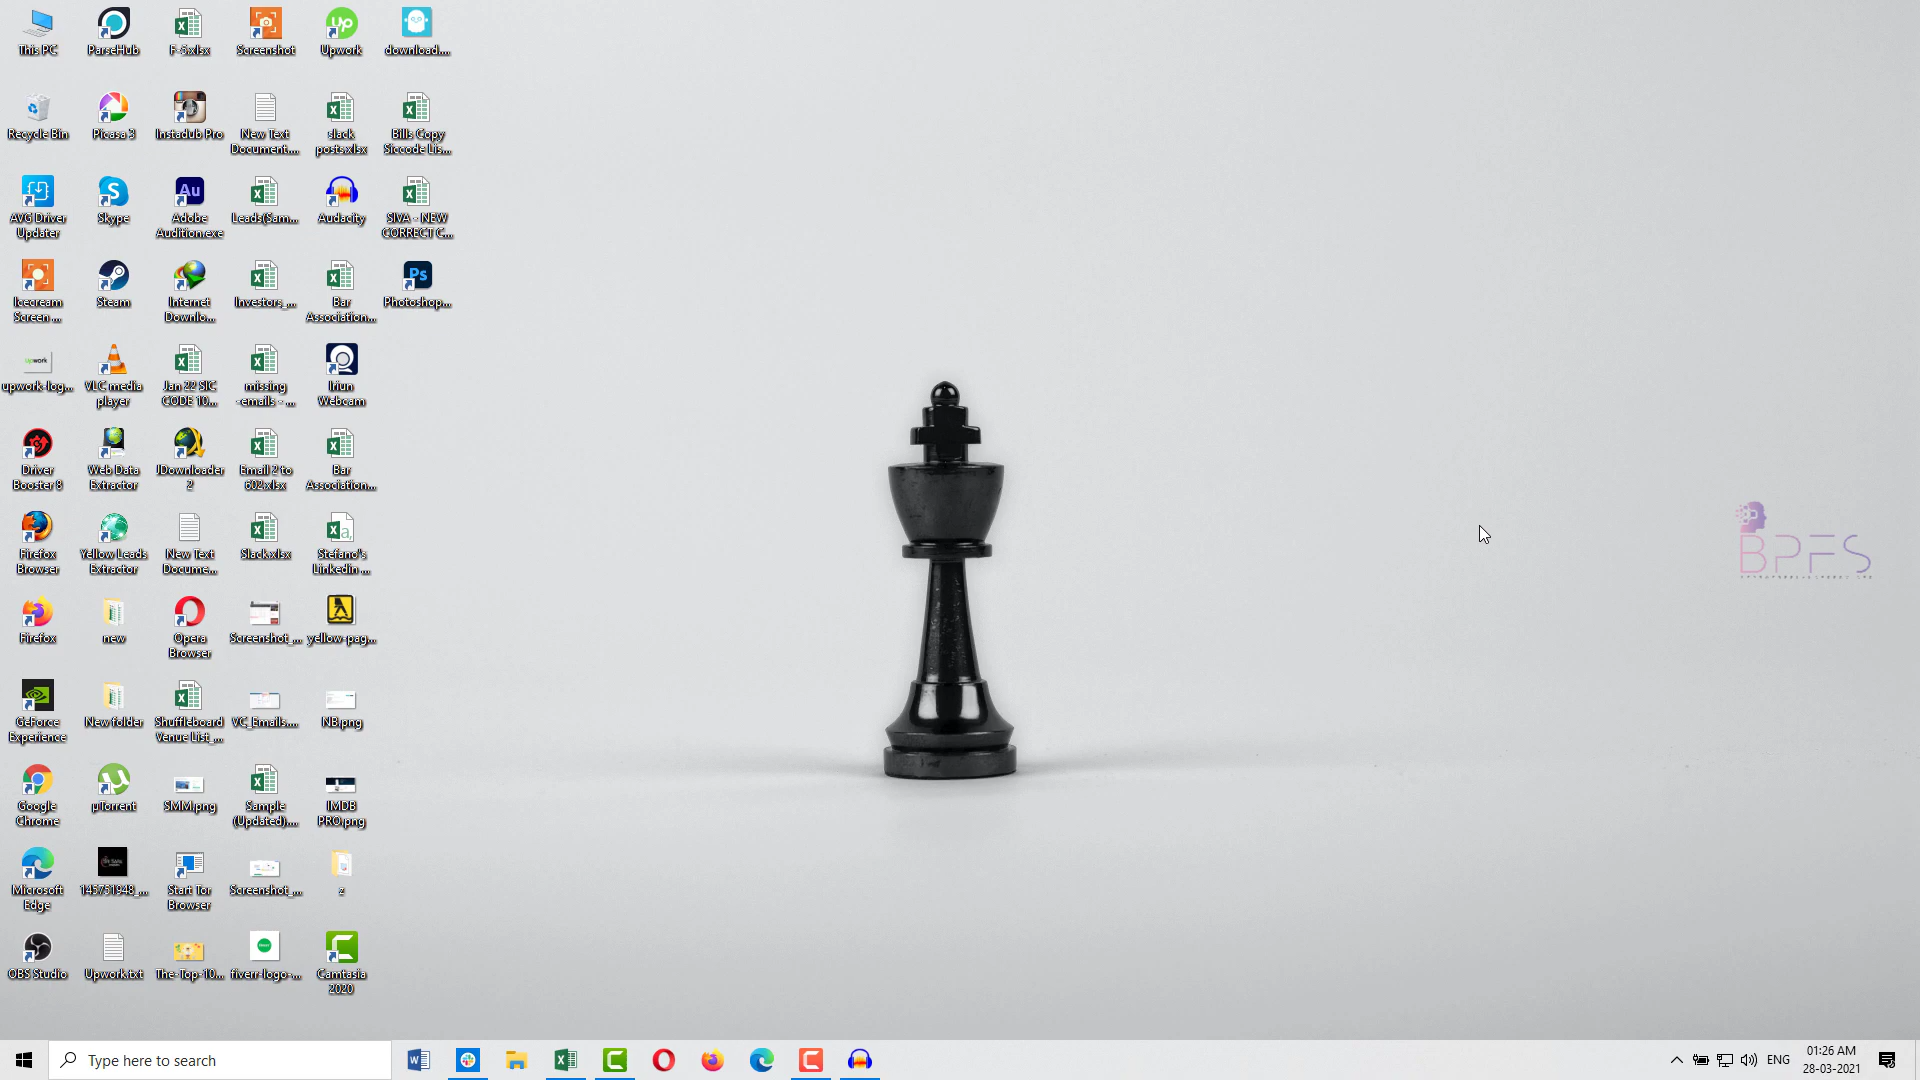 This PC
ParseHub
F-5.xlsx
Screenshot
Upwork
download....
Recycle Bin
Picasa 3
Instadub Pro
New Text
Document....
slack
posts.xlsx
Bills Copy
Siccode Lis...
AVG Driver
Updater
Skype
Adobe
Audition.exe
Leads(Sam...
Audacity
SIVA - NEW
CORRECT C...
Icecream
Screen ...
Steam
Internet
Downlo...
Investors_...
Bar
Association...
Photoshop...
upwork-log...
VLC media
player
Jan 22 SIC
CODE 10...
missing
-emails - ...
Iriun
Webcam
Driver
Booster 8
Web Data
Extractor
JDownloader
2
Email 2 to
602.xlsx
Bar
Association...
Firefox
Browser
Yellow Leads
Extractor
New Text
Docume...
Slack.xlsx
Stefano's
Linkedin ...
Firefox
new
Opera
Browser
Screenshot_...
yellow-pag...
GeForce
Experience
New folder
Shuffleboard
Venue List_...
VC_Emails....
NB.png
Google
Chrome
µTorrent
SMM.png
Sample
(Updated)....
IMDB
PRO.png
Microsoft
Edge
145751948_...
Start Tor
Browser
Screenshot_...
z
OBS Studio
Upwork.txt
The-Top-10...
fiverr-logo-...
Camtasia
2020
BPFS
Type here to search
ENG
01:26 AM
28-03-2021